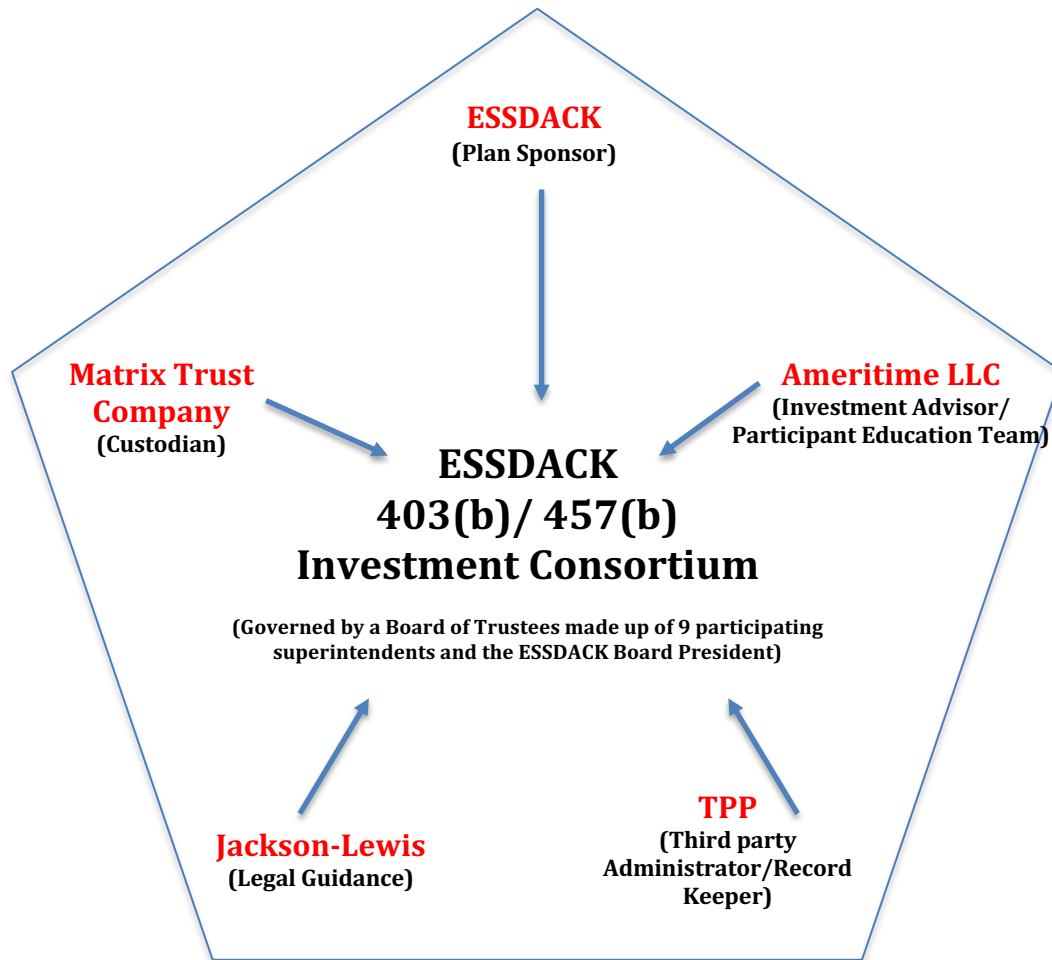 ESSDACK
(Plan Sponsor)
Matrix Trust
Company
(Custodian)
Ameritime LLC
(Investment Advisor/
Participant Education Team)
ESSDACK
403(b)/ 457(b)
Investment Consortium
(Governed by a Board of Trustees made up of 9 participating
superintendents and the ESSDACK Board President)
Jackson-Lewis
(Legal Guidance)
TPP
(Third party
Administrator/Record
Keeper)